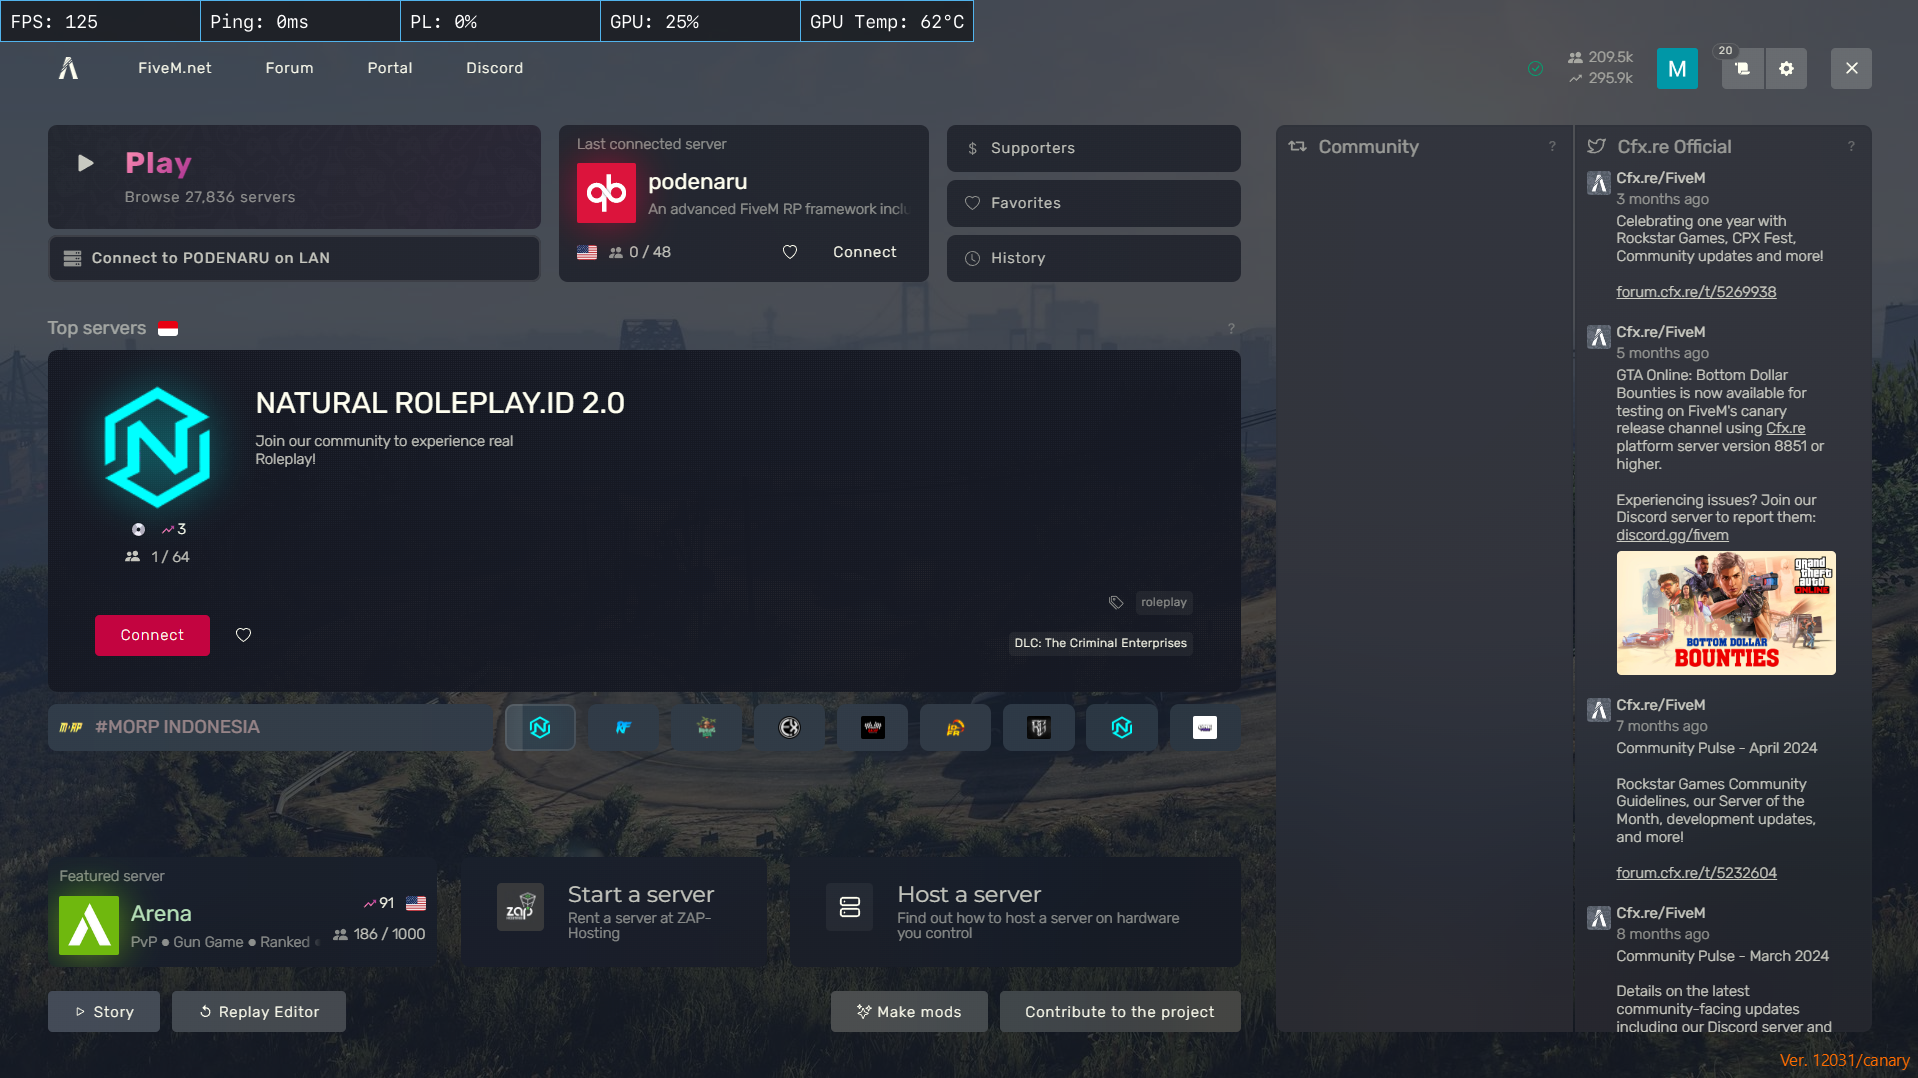 FPS: 125
Ping: 0ms
PL: 0%
GPU: 25%
GPU Temp: 62°C
FiveM.net
Forum
Portal
Discord
209.5k
295.9k
M
20
Play
Browse 27,836 servers
Connect to PODENARU on LAN
Last connected server
podenaru
An advanced FiveM RP framework inclu
0 / 48
Connect
Supporters
Favorites
History
Top servers
?
NATURAL ROLEPLAY.ID 2.0
Join our community to experience real
Roleplay!
3
1 / 64
Connect
roleplay
DLC: The Criminal Enterprises
#MORP INDONESIA
Featured server
Arena
PvP ● Gun Game ● Ranked
91
186 / 1000
zap
Start a server
Rent a server at ZAP-
Hosting
Host a server
Find out how to host a server on hardware
you control
Story
Replay Editor
Make mods
Contribute to the project
Community
?
Cfx.re Official
?
Cfx.re/FiveM
3 months ago
Celebrating one year with
Rockstar Games, CPX Fest,
Community updates and more!
forum.cfx.re/t/5269938
Cfx.re/FiveM
5 months ago
GTA Online: Bottom Dollar
Bounties is now available for
testing on FiveM's canary
release channel using Cfx.re
platform server version 8851 or
higher.
Experiencing issues? Join our
Discord server to report them:
discord.gg/fivem
grand
theft
auto
ONLINE
BOTTOM DOLLAR
BOUNTIES
Cfx.re/FiveM
7 months ago
Community Pulse - April 2024
Rockstar Games Community
Guidelines, our Server of the
Month, development updates,
and more!
forum.cfx.re/t/5232604
Cfx.re/FiveM
8 months ago
Community Pulse - March 2024
Details on the latest
community-facing updates
including our Discord server and
Ver. 12031/canary